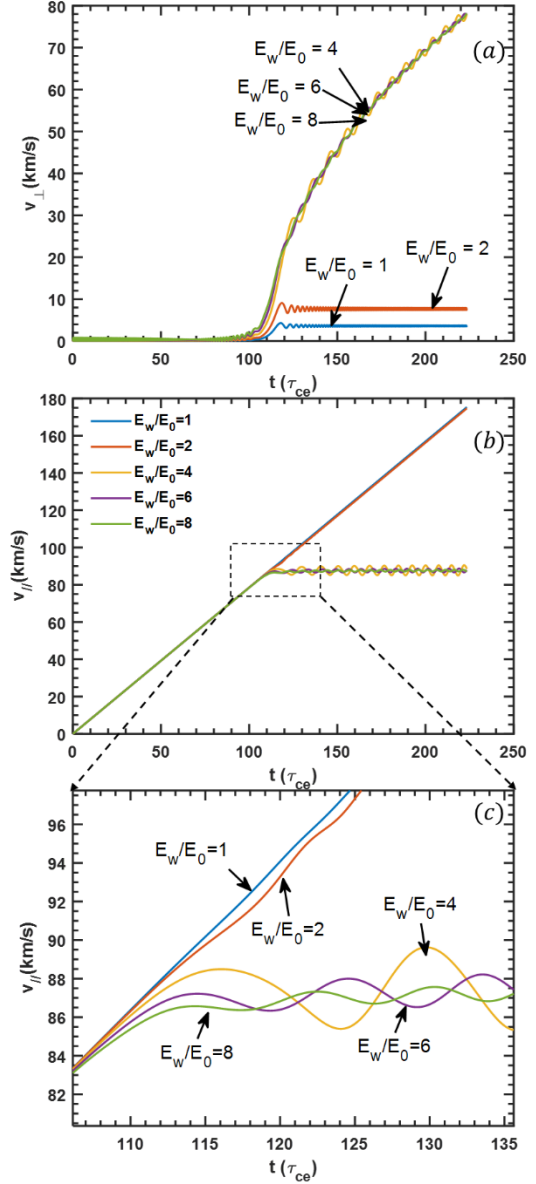 80
70
60
50
40
30
20
10
0
v⊥(km/s)
(a)
E_w/E_0 = 4
E_w/E_0 = 6
E_w/E_0 = 8
E_w/E_0 = 2
E_w/E_0 = 1
0 50 100 150 200 250
t (τ_ce)
180
160
140
120
100
80
60
40
20
0
v_//(km/s)
(b)
E_w/E_0=1
E_w/E_0=2
E_w/E_0=4
E_w/E_0=6
E_w/E_0=8
0 50 100 150 200 250
t (τ_ce)
96
94
92
90
88
86
84
82
v_//(km/s)
(c)
E_w/E_0=1
E_w/E_0=2
E_w/E_0=4
E_w/E_0=8
E_w/E_0=6
110 115 120 125 130 135
t (τ_ce)